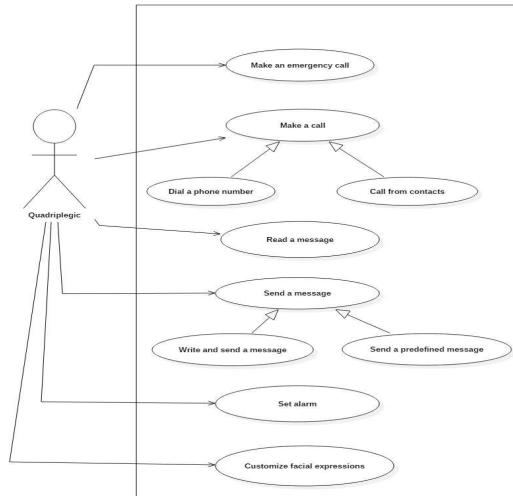 Make an emergency call
Make a call
Dial a phone number
Call from contacts
Quadriplegic
Read a message
Send a message
Write and send a message
Send a predefined message
Set alarm
Customize facial expressions